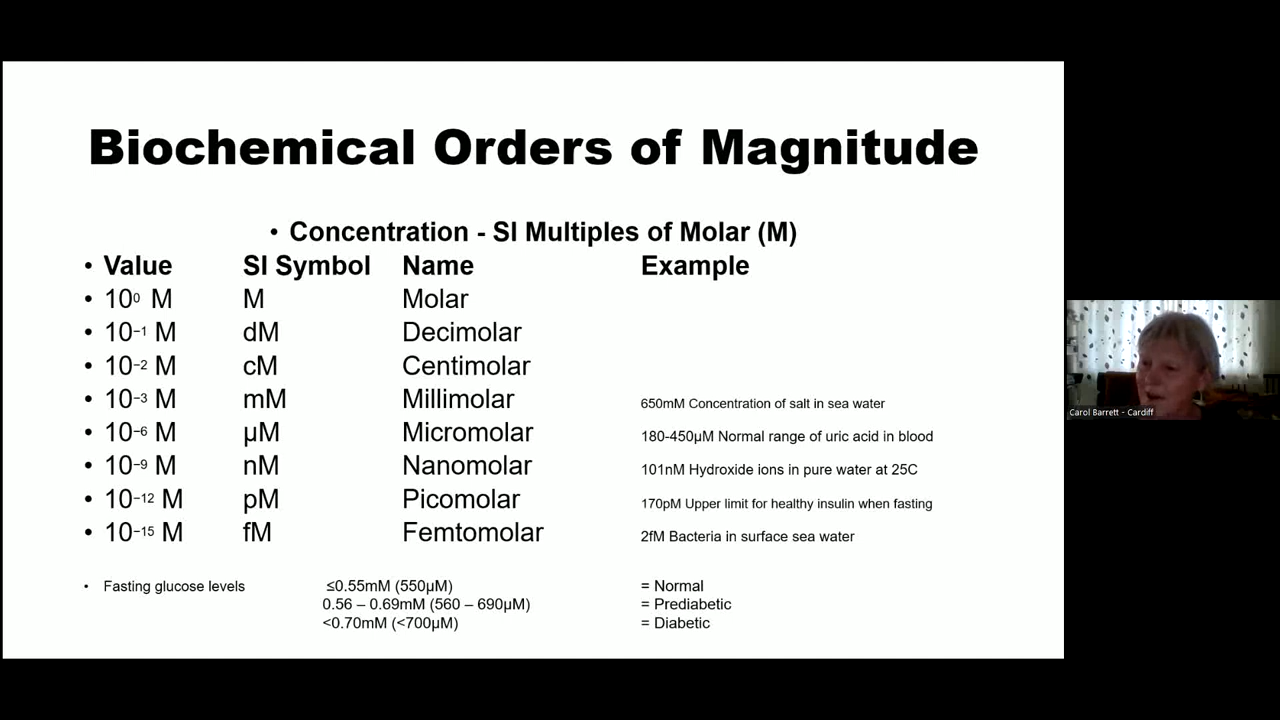 Biochemical Orders of Magnitude
• Concentration - SI Multiples of Molar (M)
• Value SI Symbol Name Example
• 10⁰ M M Molar
• 10⁻¹ M dM Decimolar
• 10⁻² M cM Centimolar
• 10⁻³ M mM Millimolar 650mM Concentration of salt in sea water
• 10⁻⁶ M µM Micromolar 180-450µM Normal range of uric acid in blood
• 10⁻⁹ M nM Nanomolar 101nM Hydroxide ions in pure water at 25C
• 10⁻¹² M pM Picomolar 170pM Upper limit for healthy insulin when fasting
• 10⁻¹⁵ M fM Femtomolar 2fM Bacteria in surface sea water
• Fasting glucose levels ≤0.55mM (550µM) = Normal
0.56 – 0.69mM (560 – 690µM) = Prediabetic
<0.70mM (<700µM) = Diabetic
Carol Barrett - Cardiff